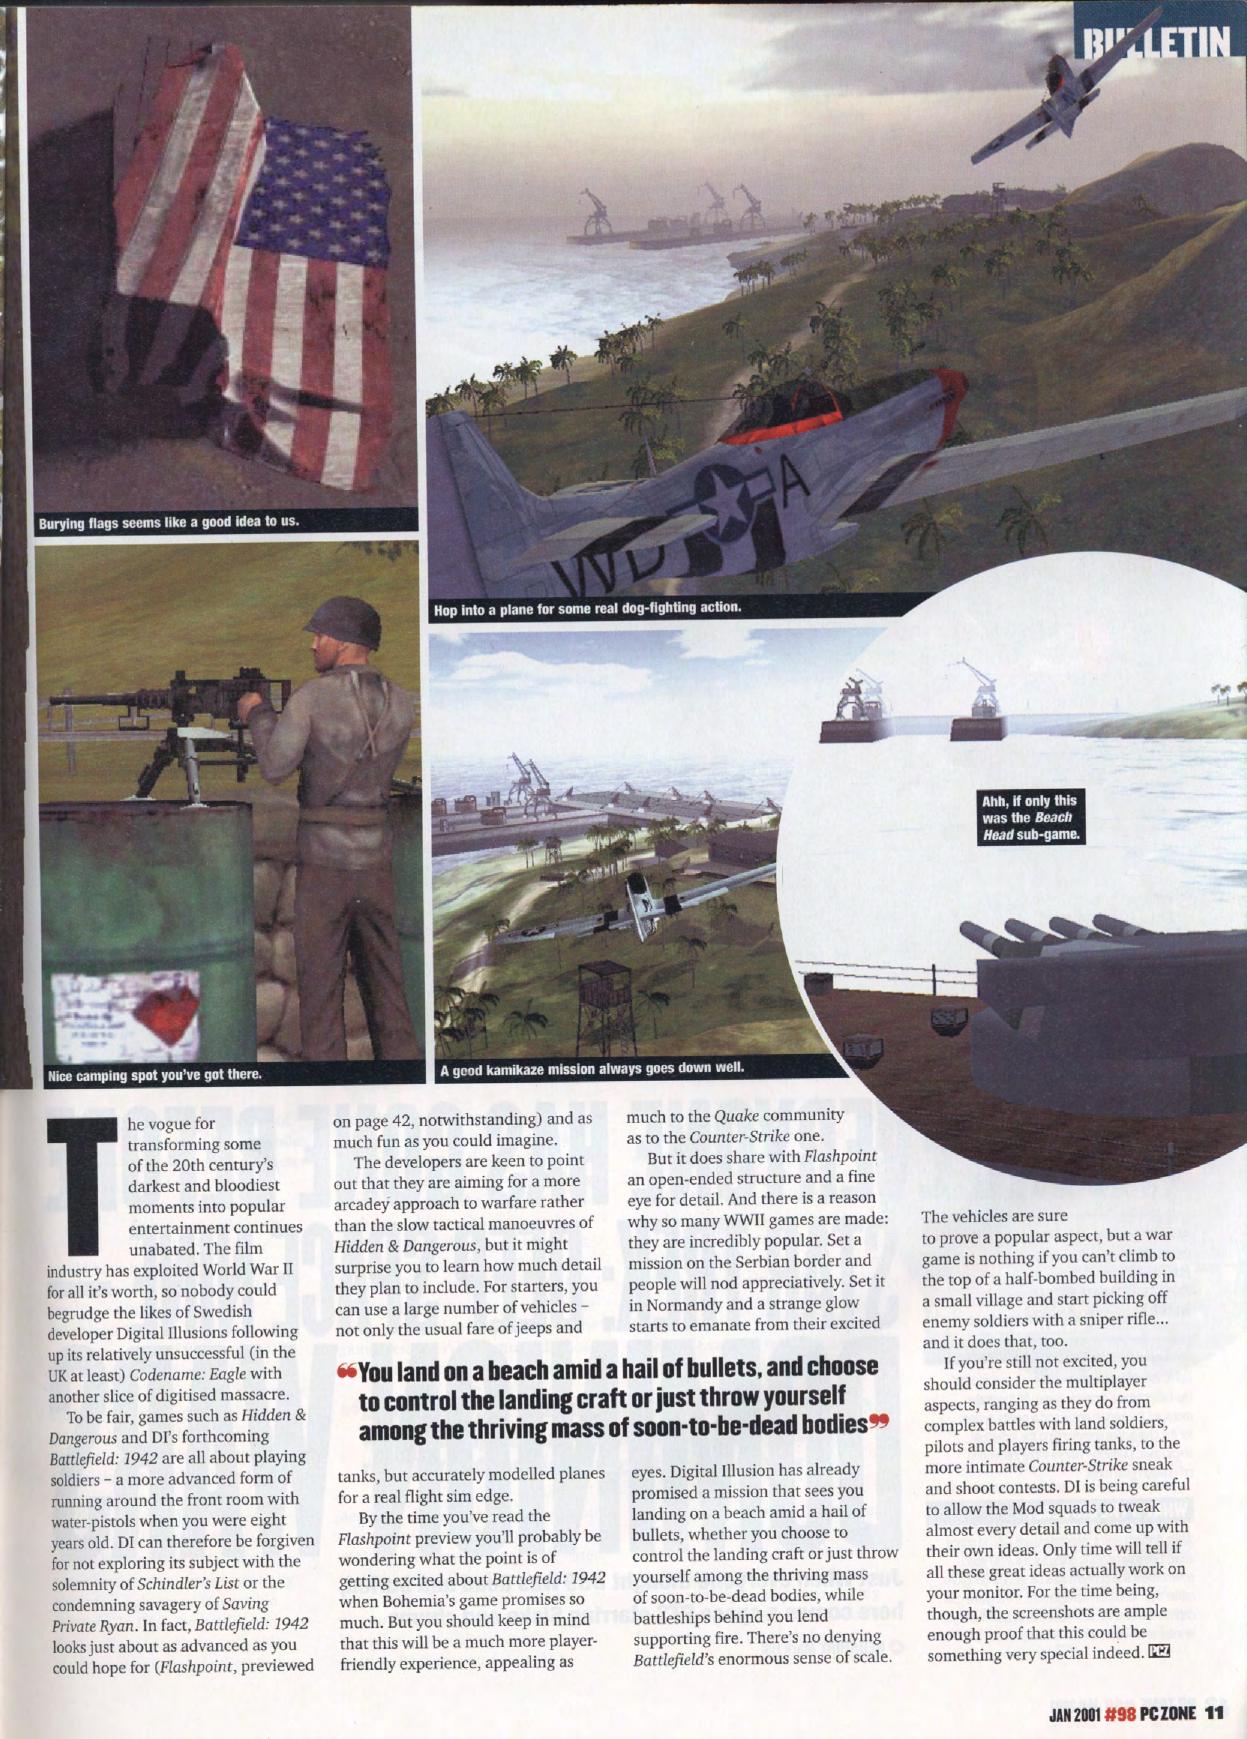 BULLETIN
Burying flags seems like a good idea to us.
Hop into a plane for some real dog-fighting action.
Nice camping spot you've got there.
A good kamikaze mission always goes down well.
Ahh, if only this
was the Beach
Head sub-game.
WD
A
The vogue for
transforming some
of the 20th century's
darkest and bloodiest
moments into popular
entertainment continues
unabated. The film
industry has exploited World War II
for all it's worth, so nobody could
begrudge the likes of Swedish
developer Digital Illusions following
up its relatively unsuccessful (in the
UK at least) Codename: Eagle with
another slice of digitised massacre.
To be fair, games such as Hidden &
Dangerous and DI's forthcoming
Battlefield: 1942 are all about playing
soldiers – a more advanced form of
running around the front room with
water-pistols when you were eight
years old. DI can therefore be forgiven
for not exploring its subject with the
solemnity of Schindler's List or the
condemning savagery of Saving
Private Ryan. In fact, Battlefield: 1942
looks just about as advanced as you
could hope for (Flashpoint, previewed
on page 42, notwithstanding) and as
much fun as you could imagine.
The developers are keen to point
out that they are aiming for a more
arcadey approach to warfare rather
than the slow tactical manoeuvres of
Hidden & Dangerous, but it might
surprise you to learn how much detail
they plan to include. For starters, you
can use a large number of vehicles –
not only the usual fare of jeeps and
tanks, but accurately modelled planes
for a real flight sim edge.
By the time you've read the
Flashpoint preview you'll probably be
wondering what the point is of
getting excited about Battlefield: 1942
when Bohemia's game promises so
much. But you should keep in mind
that this will be a much more player-
friendly experience, appealing as
much to the Quake community
as to the Counter-Strike one.
But it does share with Flashpoint
an open-ended structure and a fine
eye for detail. And there is a reason
why so many WWII games are made:
they are incredibly popular. Set a
mission on the Serbian border and
people will nod appreciatively. Set it
in Normandy and a strange glow
starts to emanate from their excited
eyes. Digital Illusion has already
promised a mission that sees you
landing on a beach amid a hail of
bullets, whether you choose to
control the landing craft or just throw
yourself among the thriving mass
of soon-to-be-dead bodies, while
battleships behind you lend
supporting fire. There's no denying
Battlefield's enormous sense of scale.
“You land on a beach amid a hail of bullets, and choose
to control the landing craft or just throw yourself
among the thriving mass of soon-to-be-dead bodies”
The vehicles are sure
to prove a popular aspect, but a war
game is nothing if you can't climb to
the top of a half-bombed building in
a small village and start picking off
enemy soldiers with a sniper rifle...
and it does that, too.
If you're still not excited, you
should consider the multiplayer
aspects, ranging as they do from
complex battles with land soldiers,
pilots and players firing tanks, to the
more intimate Counter-Strike sneak
and shoot contests. DI is being careful
to allow the Mod squads to tweak
almost every detail and come up with
their own ideas. Only time will tell if
all these great ideas actually work on
your monitor. For the time being,
though, the screenshots are ample
enough proof that this could be
something very special indeed. PCZ
JAN 2001 #98 PC ZONE 11